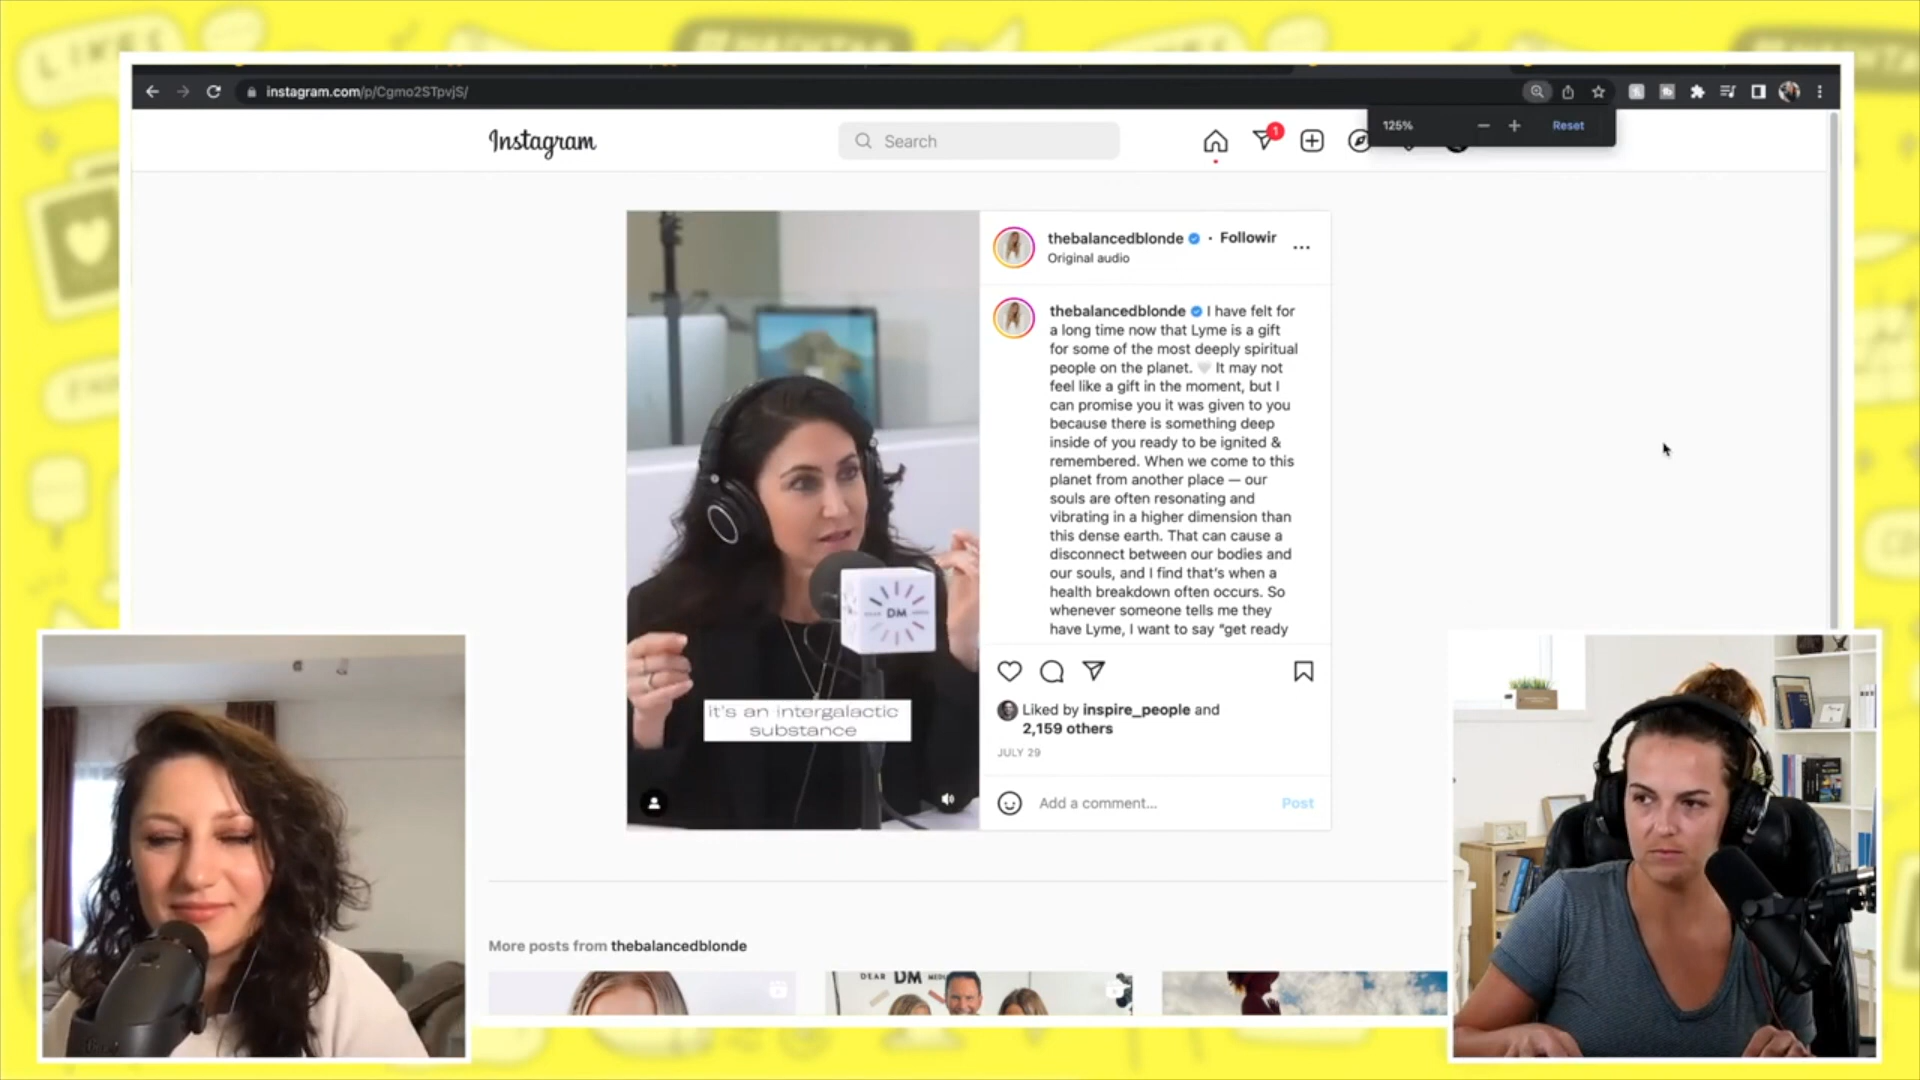 LIKES
instagram.com/p/Cgmo2STpvjS/
125%
Reset
Instagram
Search
1
thebalancedblonde · Followir
Original audio
thebalancedblonde I have felt for
a long time now that Lyme is a gift
for some of the most deeply spiritual
people on the planet. 🤍 It may not
feel like a gift in the moment, but I
can promise you it was given to you
because there is something deep
inside of you ready to be ignited &
remembered. When we come to this
planet from another place — our
souls are often resonating and
vibrating in a higher dimension than
this dense earth. That can cause a
disconnect between our bodies and
our souls, and I find that's when a
health breakdown often occurs. So
whenever someone tells me they
have Lyme, I want to say “get ready
DM
it's an intergalactic
substance
Liked by inspire_people and
2,159 others
JULY 29
Add a comment...
Post
More posts from thebalancedblonde
DEAR DM MEDIA